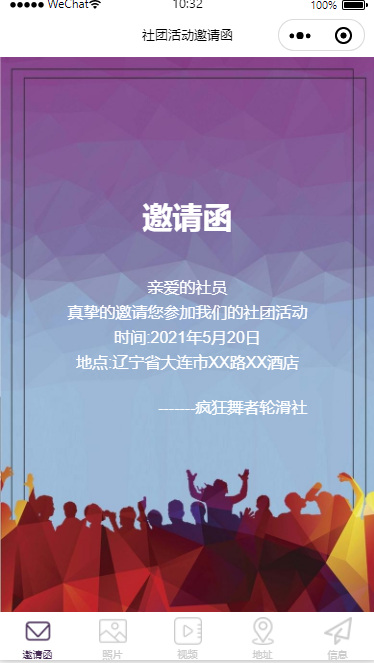 ●●●●● WeChat
10:32
100%
社团活动邀请函
邀请函
亲爱的社员
真挚的邀请您参加我们的社团活动
时间:2021年5月20日
地点:辽宁省大连市XX路XX酒店
-------疯狂舞者轮滑社
邀请函
照片
视频
地址
信息